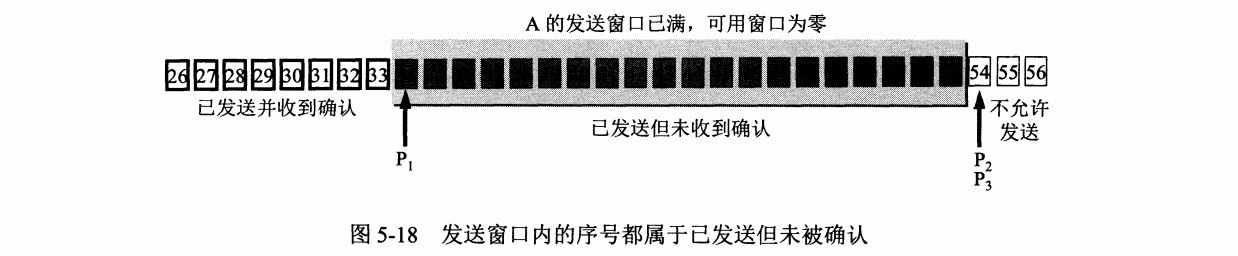 A 的发送窗口已满，可用窗口为零
26 27 28 29 30 31 32 33 54 55 56
已发送并收到确认 已发送但未收到确认 不允许
发送
P1 P2
P3
图 5-18 发送窗口内的序号都属于已发送但未被确认